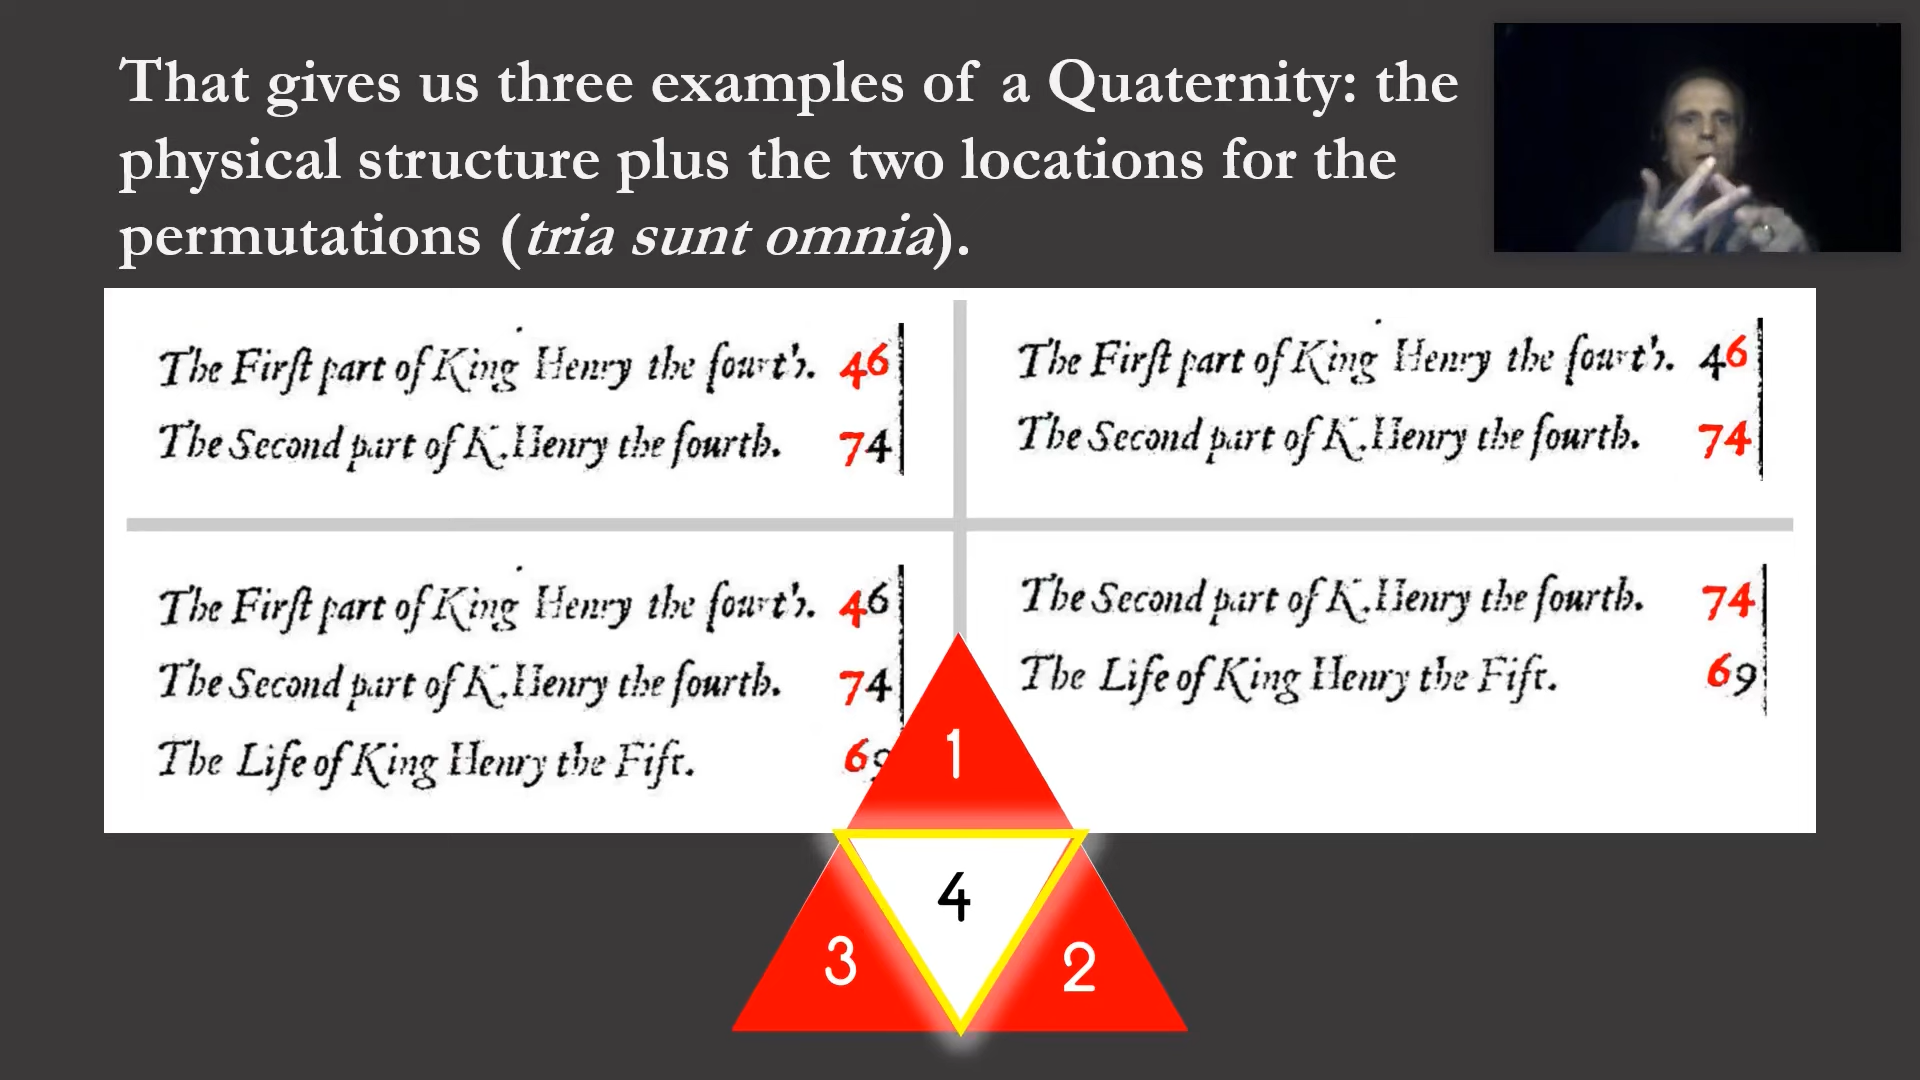 That gives us three examples of a Quaternity: the
physical structure plus the two locations for the
permutations (tria sunt omnia).
The Firſt part of King Henry the fourth. 46
The Second part of K. Henry the fourth. 74
The Firſt part of King Henry the fourth. 46
The Second part of K. Henry the fourth. 74
The Firſt part of King Henry the fourth. 46
The Second part of K. Henry the fourth. 74
The Life of King Henry the Fift. 69
The Second part of K. Henry the fourth. 74
The Life of King Henry the Fift. 69
1
4
3 2